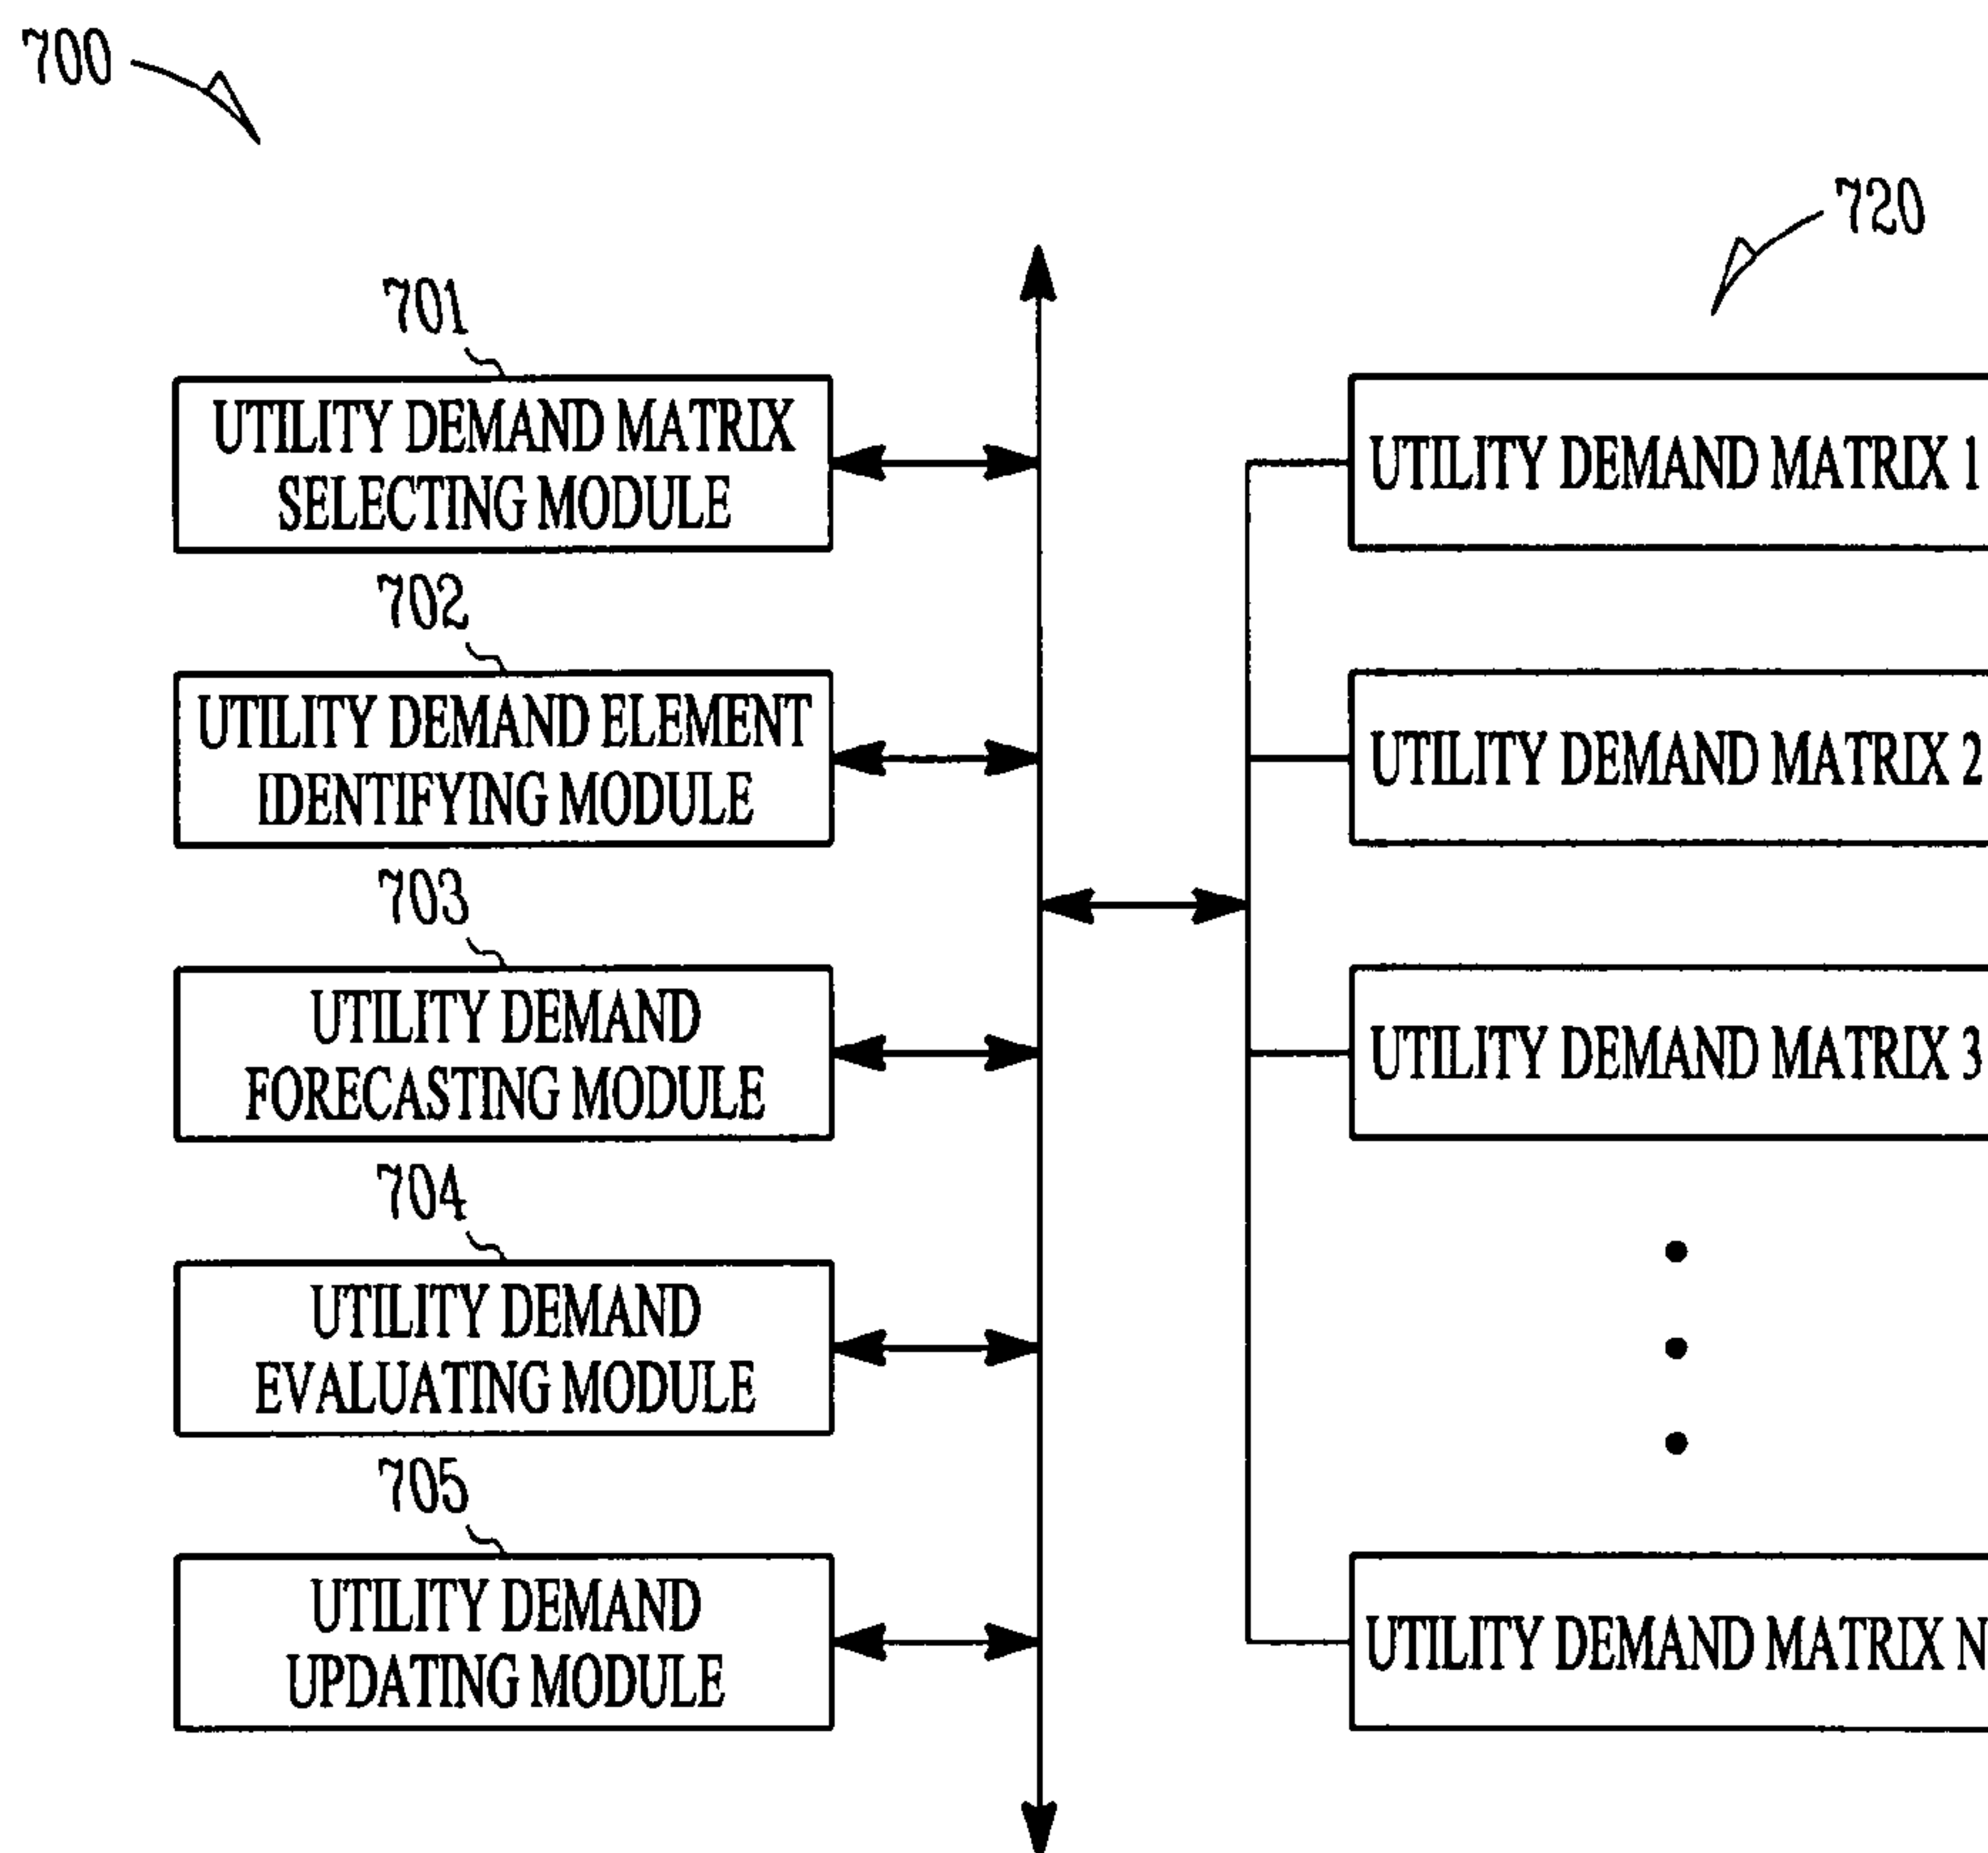 700
720
701
UTILITY DEMAND MATRIX
SELECTING MODULE
702
UTILITY DEMAND ELEMENT
IDENTIFYING MODULE
703
UTILITY DEMAND
FORECASTING MODULE
704
UTILITY DEMAND
EVALUATING MODULE
705
UTILITY DEMAND
UPDATING MODULE
UTILITY DEMAND MATRIX 1
UTILITY DEMAND MATRIX 2
UTILITY DEMAND MATRIX 3
UTILITY DEMAND MATRIX N